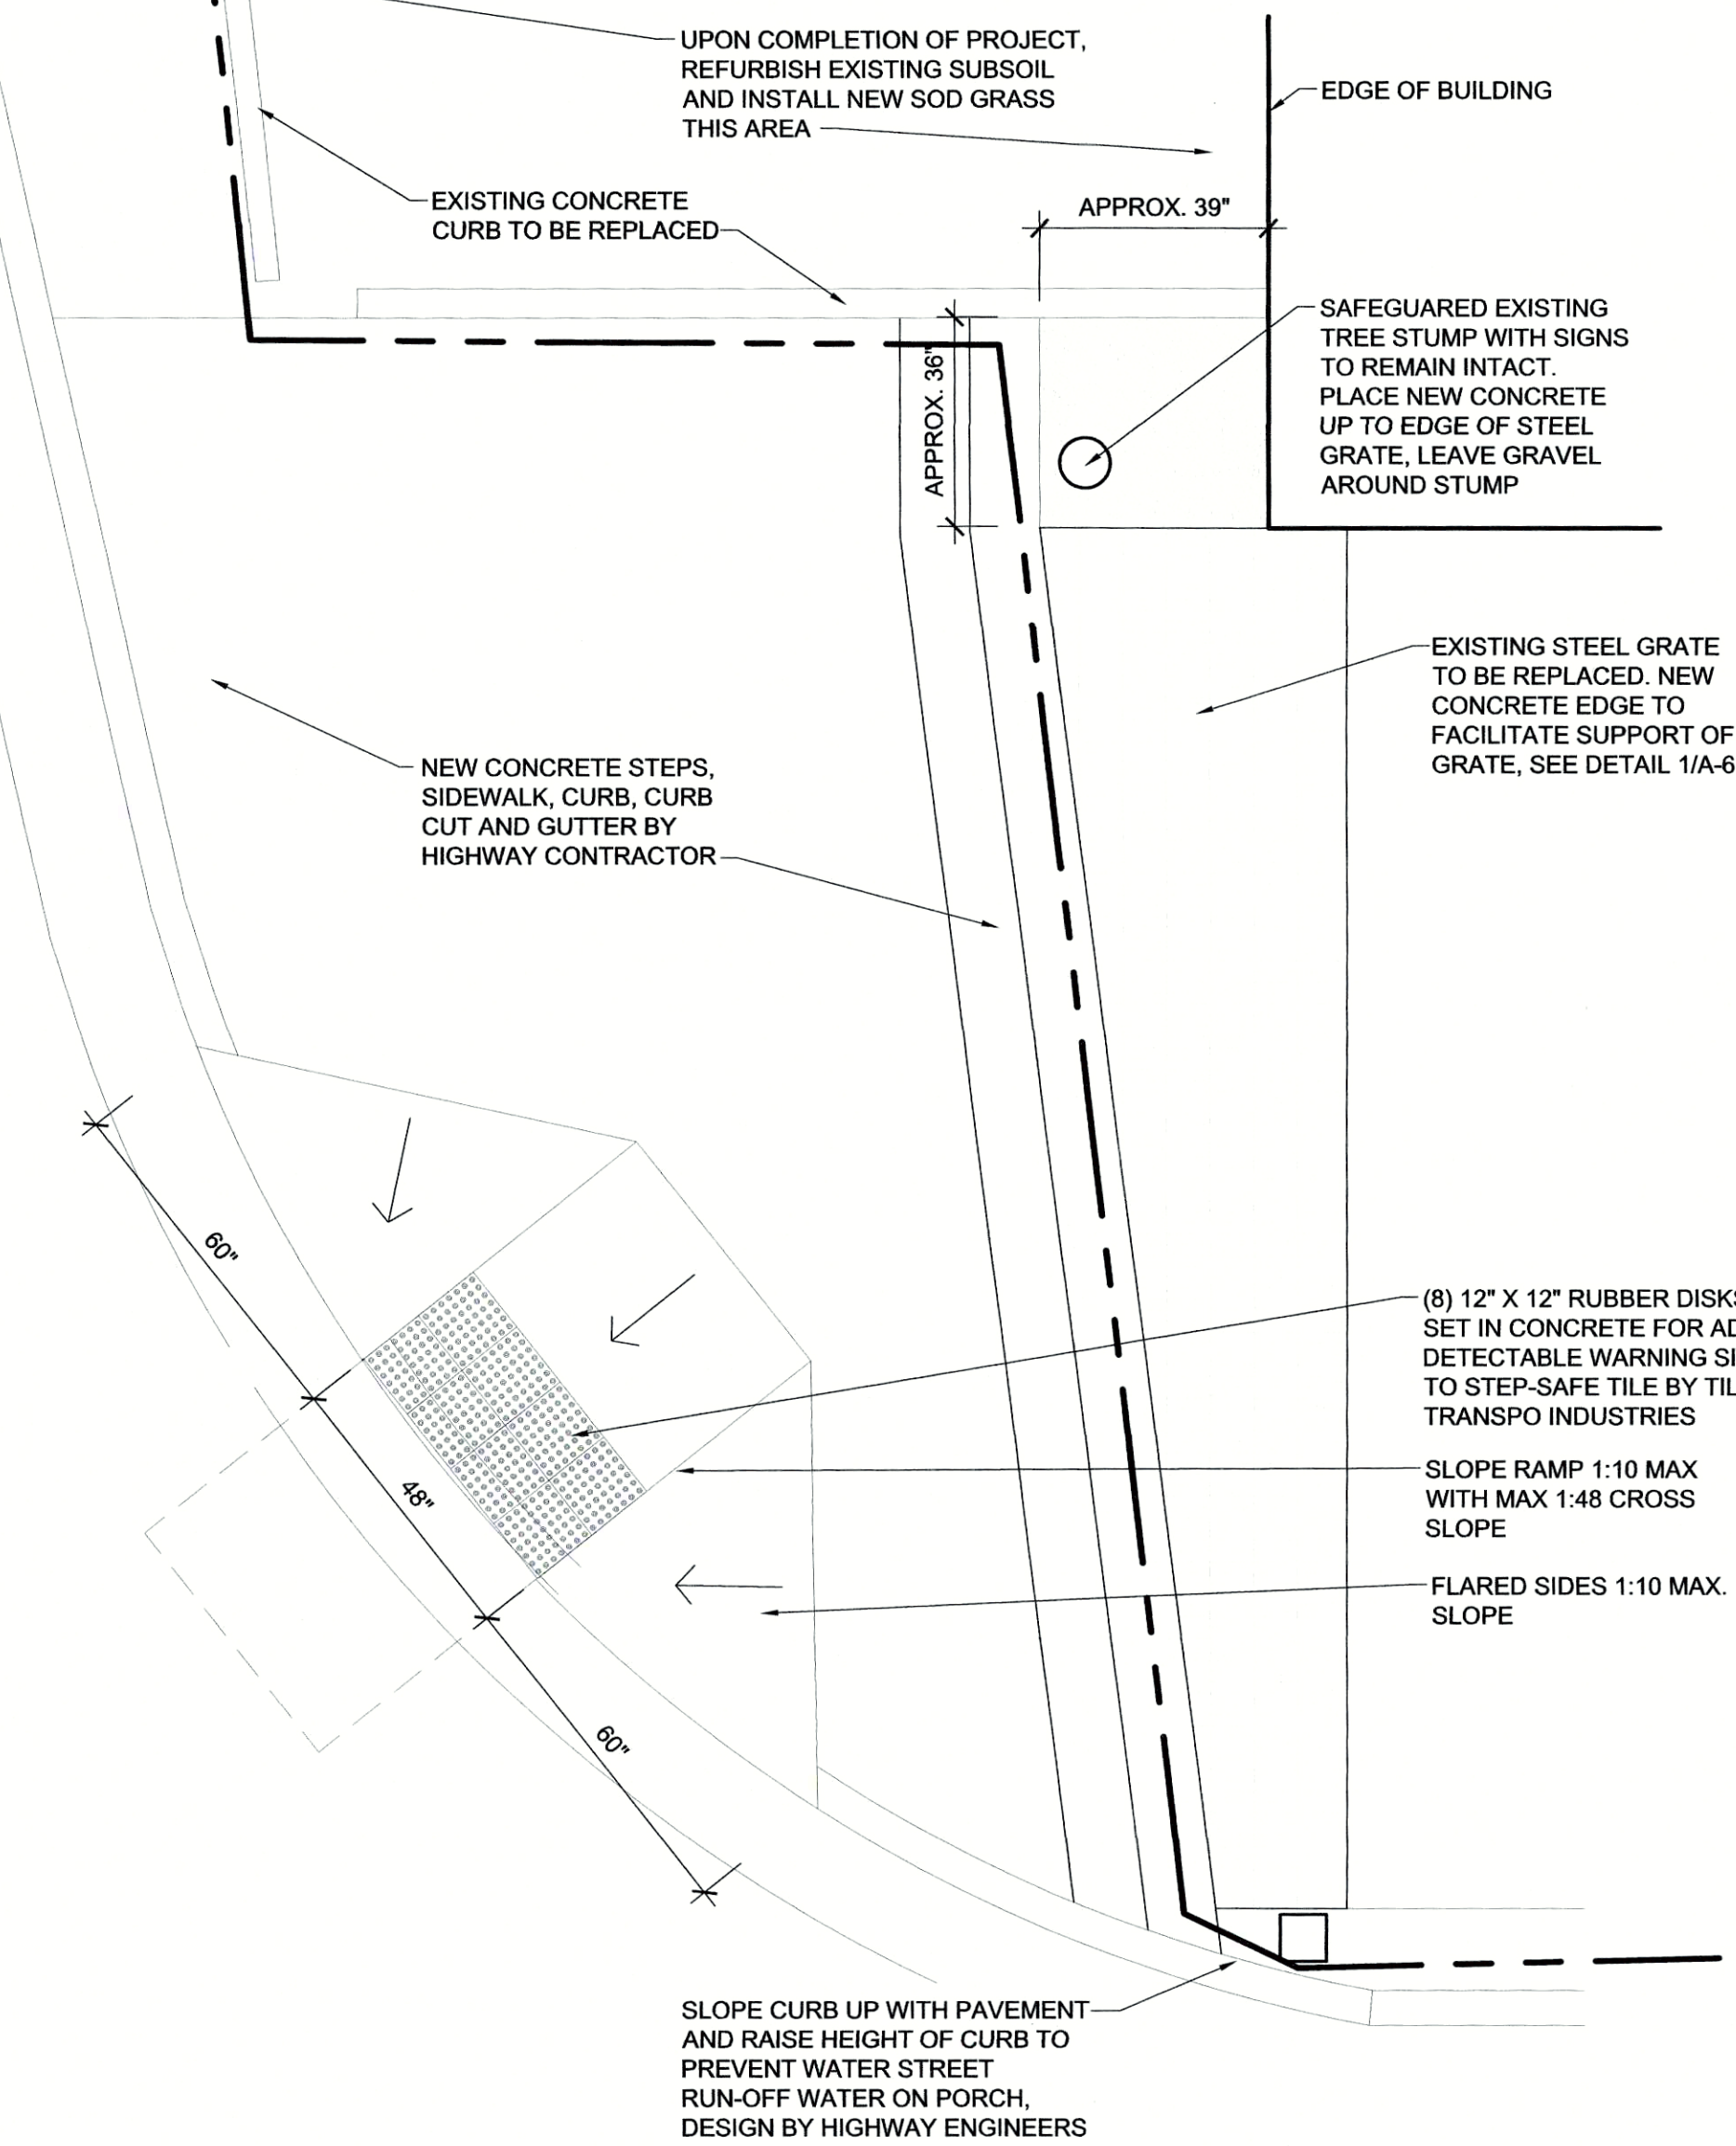 UPON COMPLETION OF PROJECT,
REFURBISH EXISTING SUBSOIL
AND INSTALL NEW SOD GRASS
THIS AREA
EDGE OF BUILDING
EXISTING CONCRETE
CURB TO BE REPLACED
APPROX. 39"
SAFEGUARED EXISTING
TREE STUMP WITH SIGNS
TO REMAIN INTACT.
PLACE NEW CONCRETE
UP TO EDGE OF STEEL
GRATE, LEAVE GRAVEL
AROUND STUMP
APPROX. 36"
EXISTING STEEL GRATE
TO BE REPLACED. NEW
CONCRETE EDGE TO
FACILITATE SUPPORT OF
GRATE, SEE DETAIL 1/A-6
NEW CONCRETE STEPS,
SIDEWALK, CURB, CURB
CUT AND GUTTER BY
HIGHWAY CONTRACTOR
60"
(8) 12" X 12" RUBBER DISKS
SET IN CONCRETE FOR
DETECTABLE WARNING
TO STEP-SAFE TILE BY
TRANSPO INDUSTRIES
48"
SLOPE RAMP 1:10 MAX
WITH MAX 1:48 CROSS
SLOPE
FLARED SIDES 1:10 MAX.
SLOPE
60"
SLOPE CURB UP WITH PAVEMENT
AND RAISE HEIGHT OF CURB TO
PREVENT WATER STREET
RUN-OFF WATER ON PORCH,
DESIGN BY HIGHWAY ENGINEERS